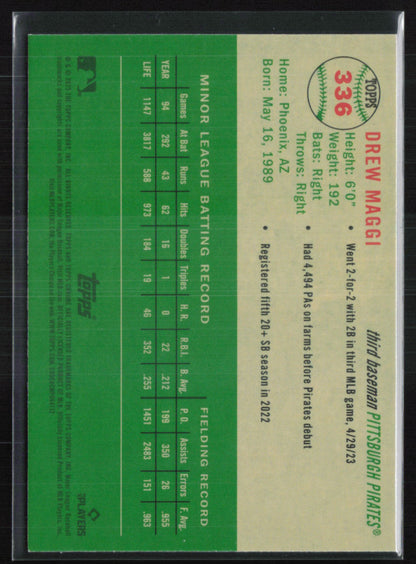 TOPPS
336
DREW MAGGI
third baseman PITTSBURGH PIRATES®
Height: 6'0"
Weight: 192
Bats: Right
Throws: Right
Home: Phoenix, AZ
Born: May 16, 1989
• Went 2-for-2 with 2B in third MLB game, 4/29/23
• Had 4,494 PAs on farms before Pirates debut
• Registered fifth 20+ SB season in 2022
MINOR LEAGUE BATTING RECORD FIELDING RECORD
Games At Bat Runs Hits Doubles Triples H. R. R.B.I. B. Avg. P. O. Assists Errors F. Avg.
YEAR 94 262 43 62 16 1 0 22 .212 199 350 26 .955
LIFE 1147 3817 588 973 184 19 46 352 .255 1451 2483 151 .963
Topps
PLAYERS